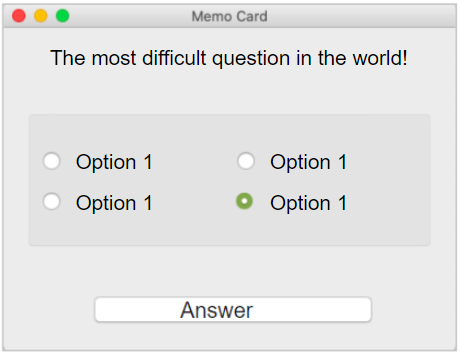 Memo Card
The most difficult question in the world!
Option 1 Option 1
Option 1 Option 1
Answer